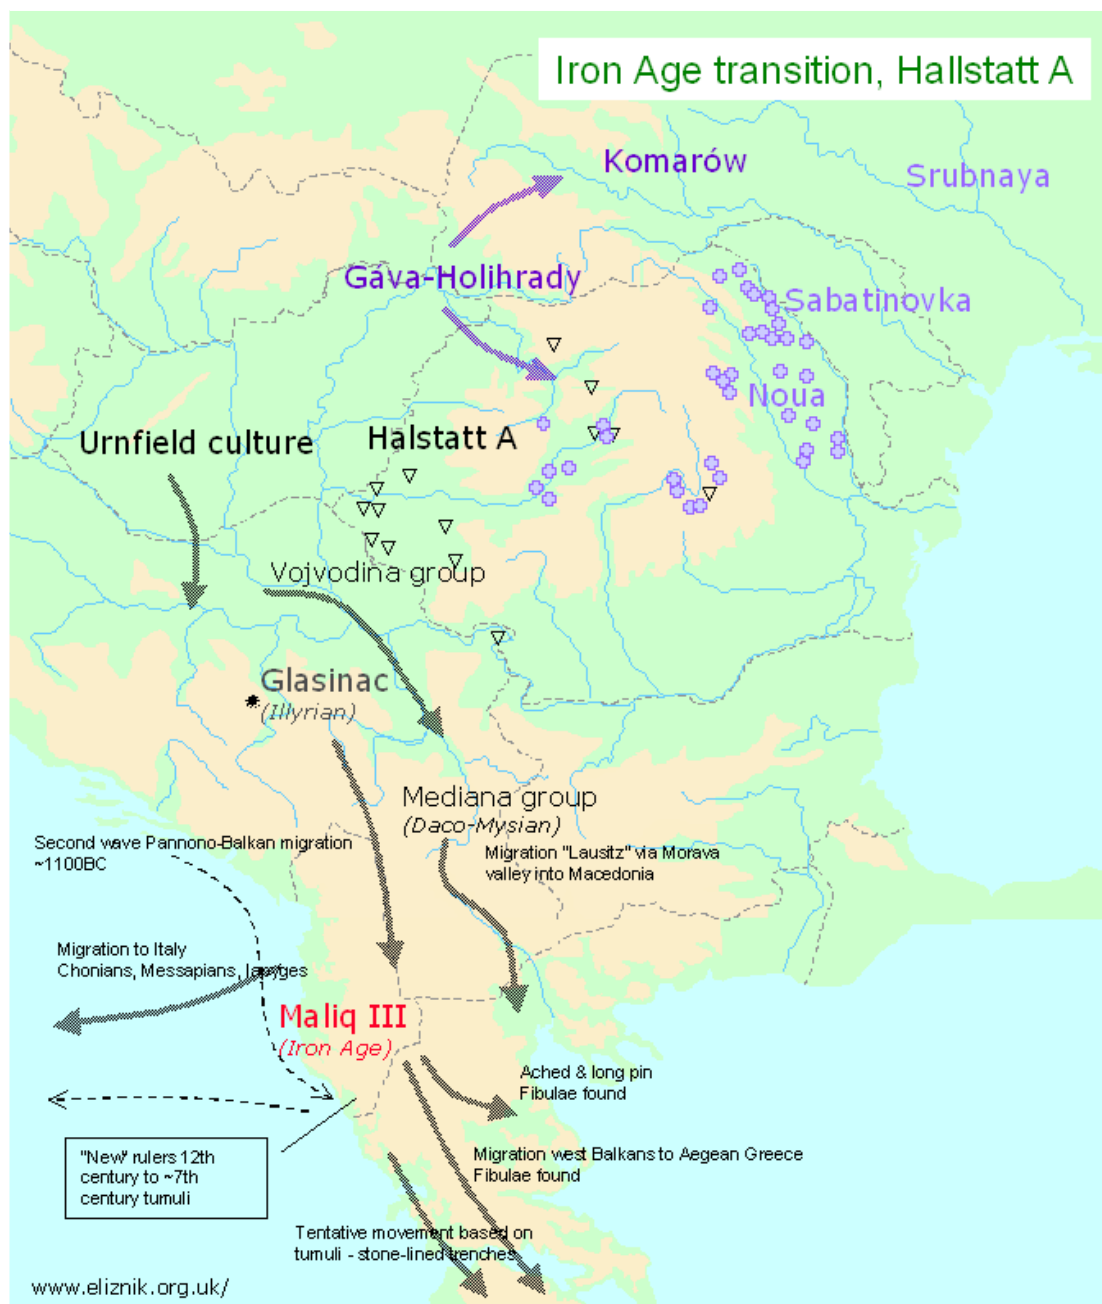 Iron Age transition, Hallstatt A
Komarów
Srubnaya
Gáva-Holihrady
Sabatinovka
Noua
Urnfield culture
Halstatt A
Vojvodina group
Glasinac
(Illyrian)
Mediana group
(Daco-Mysian)
Second wave Pannono-Balkan migration
~1100BC
Migration "Lausitz" via Morava
valley into Macedonia
Migration to Italy
Chonians, Messapians, Iapyges
Maliq III
(Iron Age)
Ached & long pin
Fibulae found
"New" rulers 12th
century to ~7th
century tumuli
Migration west Balkans to Aegean Greece
Fibulae found
Tentative movement based on
tumuli - stone-lined trenches
www.eliznik.org.uk/